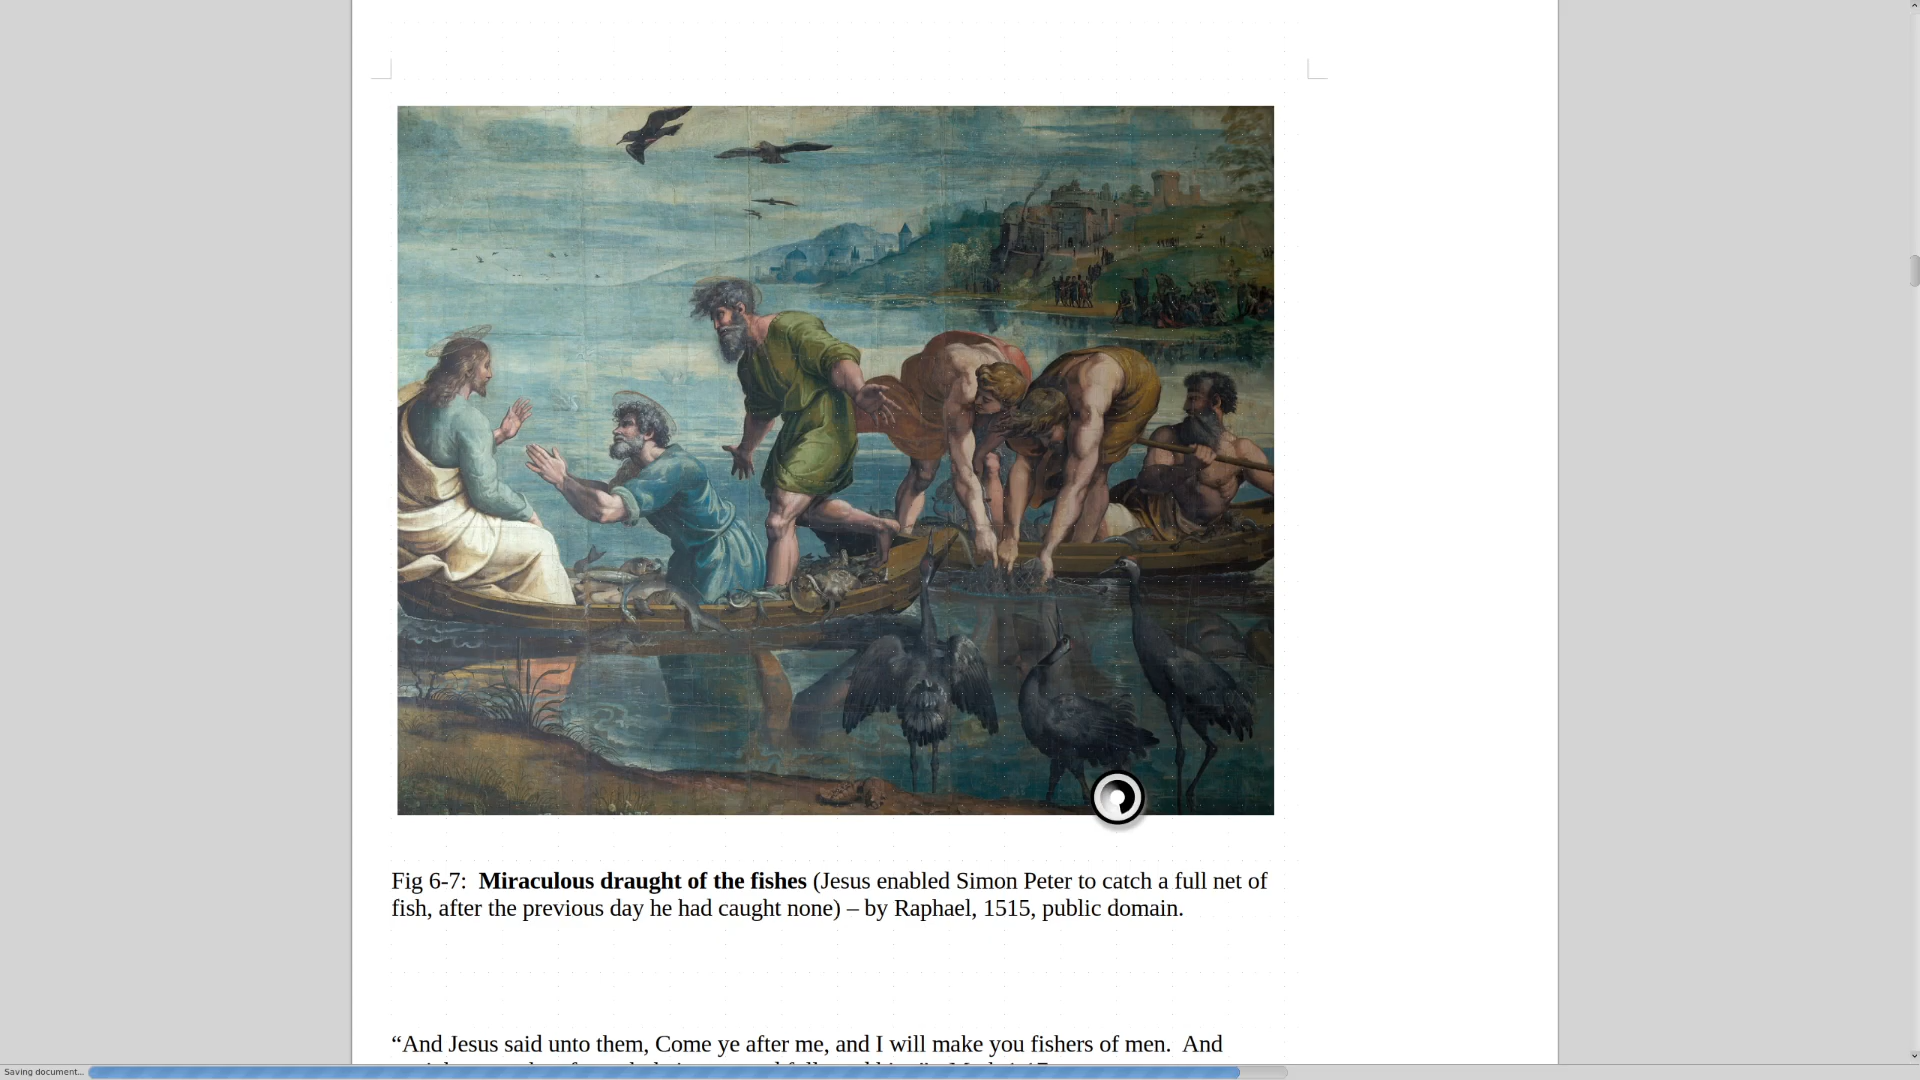 Fig 6-7:  Miraculous draught of the fishes (Jesus enabled Simon Peter to catch a full net of
fish, after the previous day he had caught none) – by Raphael, 1515, public domain.
“And Jesus said unto them, Come ye after me, and I will make you fishers of men.  And
Saving document...